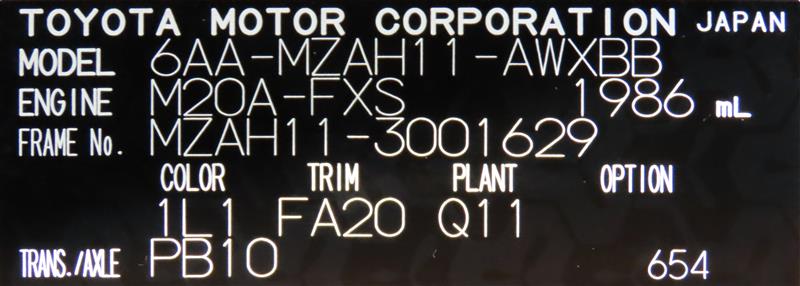 TOYOTA MOTOR CORPORATION JAPAN
MODEL 6AA-MZAH11-AWXBB
ENGINE M20A-FXS 1986 mL
FRAME No. MZAH11-3001629
COLOR TRIM PLANT OPTION
1L1 FA20 Q11
TRANS./AXLE PB10 654